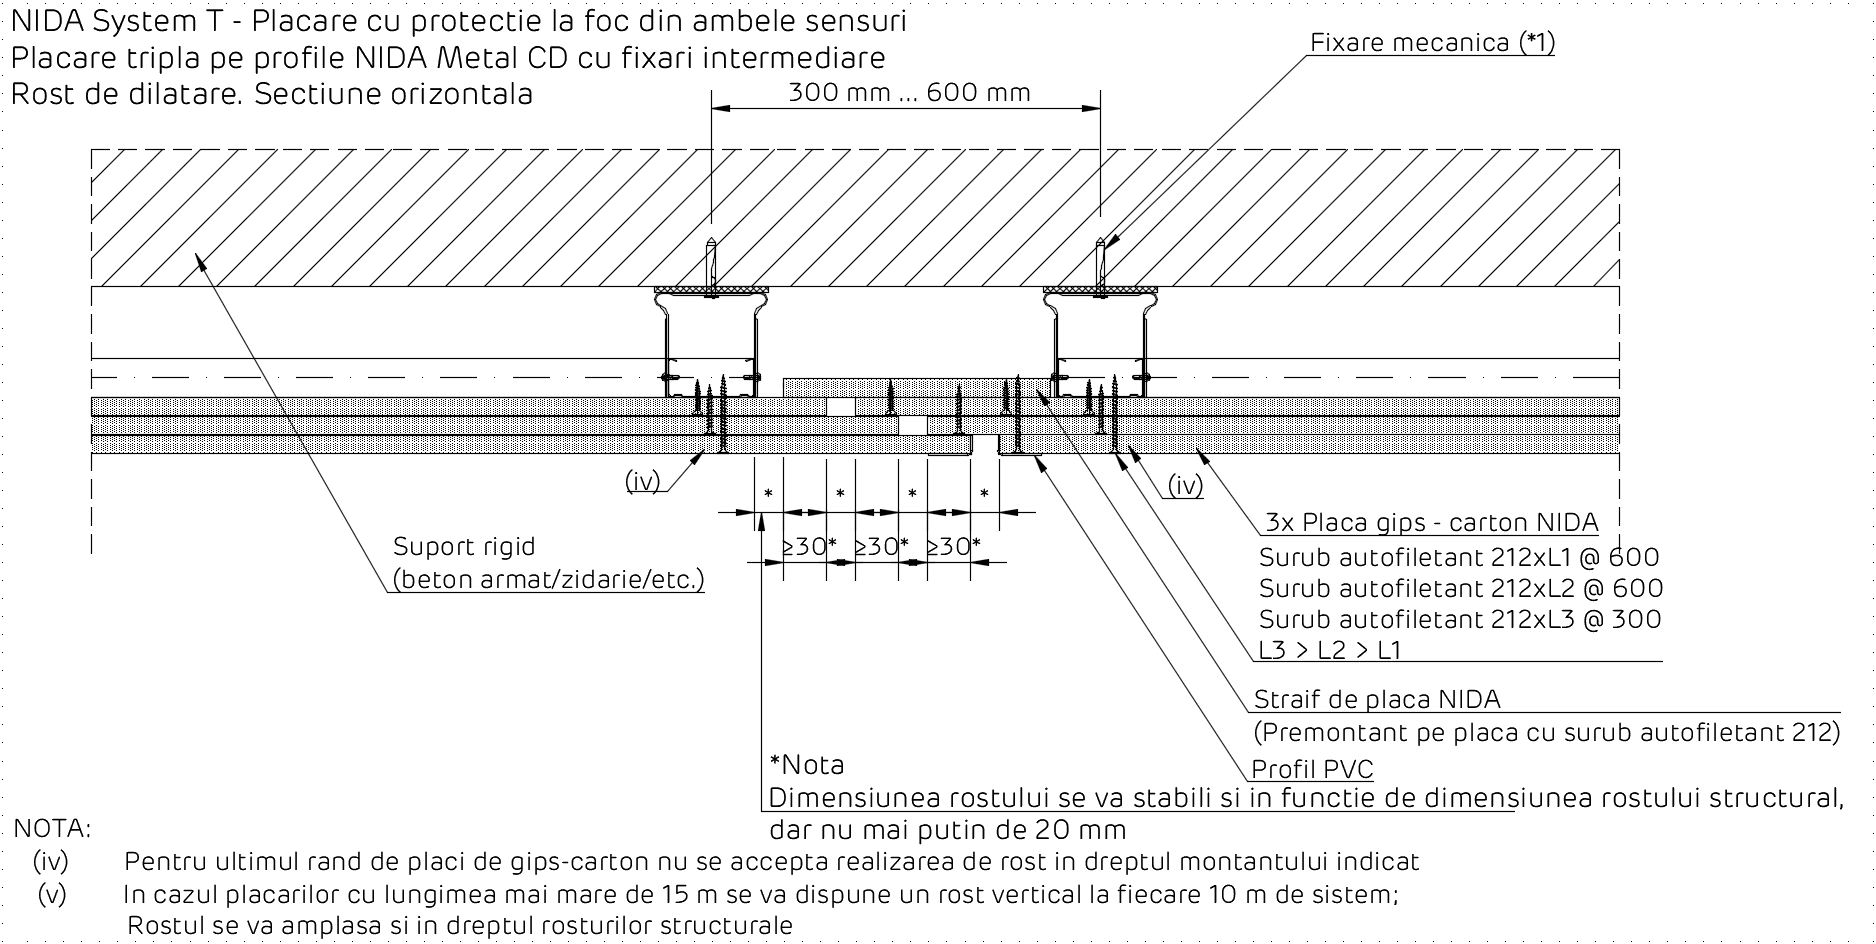 NIDA System T - Placare cu protectie la foc din ambele sensuri
Placare tripla pe profile NIDA Metal CD cu fixari intermediare
Rost de dilatare. Sectiune orizontala
Fixare mecanica (*1)
300 mm ... 600 mm
(iv)
(iv)
* * * *
≥30* ≥30* ≥30*
Suport rigid
(beton armat/zidarie/etc.)
3x Placa gips - carton NIDA
Surub autofiletant 212xL1 @ 600
Surub autofiletant 212xL2 @ 600
Surub autofiletant 212xL3 @ 300
L3 > L2 > L1
Straif de placa NIDA
(Premontant pe placa cu surub autofiletant 212)
Profil PVC
*Nota
Dimensiunea rostului se va stabili si in functie de dimensiunea rostului structural,
dar nu mai putin de 20 mm
NOTA:
(iv) Pentru ultimul rand de placi de gips-carton nu se accepta realizarea de rost in dreptul montantului indicat
(v) In cazul placarilor cu lungimea mai mare de 15 m se va dispune un rost vertical la fiecare 10 m de sistem;
Rostul se va amplasa si in dreptul rosturilor structurale